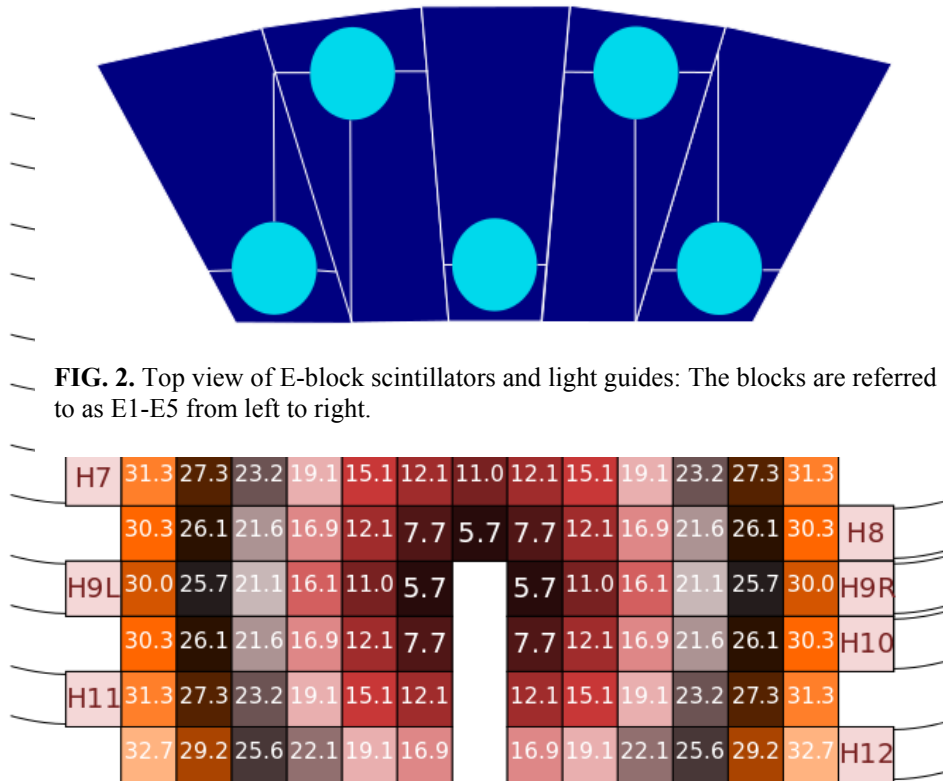 FIG. 2. Top view of E-block scintillators and light guides: The blocks are referred
to as E1-E5 from left to right.
H7 31.3 27.3 23.2 19.1 15.1 12.1 11.0 12.1 15.1 19.1 23.2 27.3 31.3
30.3 26.1 21.6 16.9 12.1 7.7 5.7 7.7 12.1 16.9 21.6 26.1 30.3 H8
H9L 30.0 25.7 21.1 16.1 11.0 5.7 5.7 11.0 16.1 21.1 25.7 30.0 H9R
30.3 26.1 21.6 16.9 12.1 7.7 7.7 12.1 16.9 21.6 26.1 30.3 H10
H11 31.3 27.3 23.2 19.1 15.1 12.1 12.1 15.1 19.1 23.2 27.3 31.3
32.7 29.2 25.6 22.1 19.1 16.9 16.9 19.1 22.1 25.6 29.2 32.7 H12